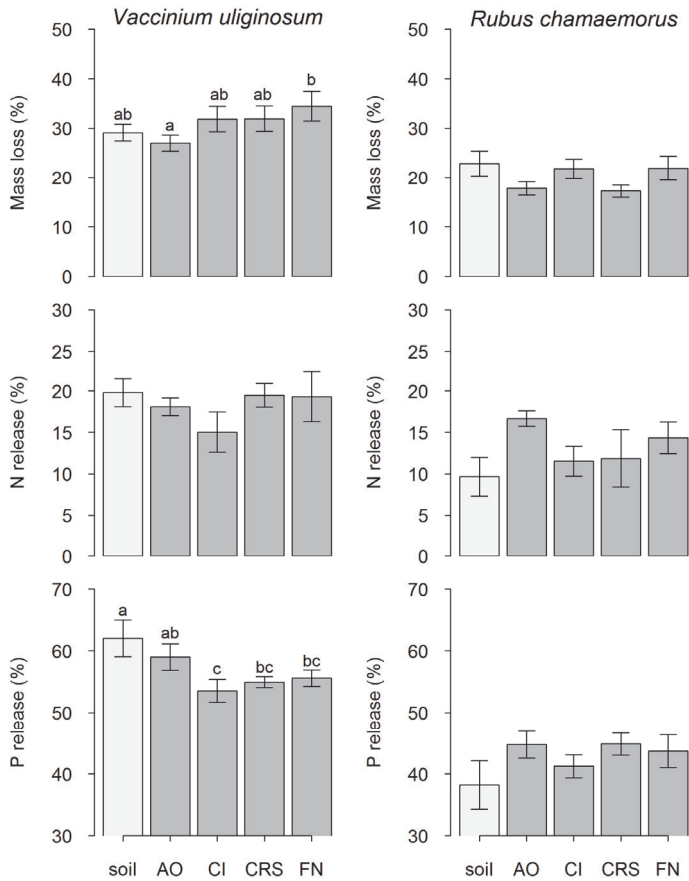 Vaccinium uliginosum
Rubus chamaemorus
Mass loss (%)
50
40
30
20
10
0
ab
a
ab
ab
b
Mass loss (%)
50
40
30
20
10
0
N release (%)
30
25
20
15
10
5
0
N release (%)
30
25
20
15
10
5
0
P release (%)
70
60
50
40
30
a
ab
c
bc
bc
soil AO CI CRS FN
P release (%)
70
60
50
40
30
soil AO CI CRS FN